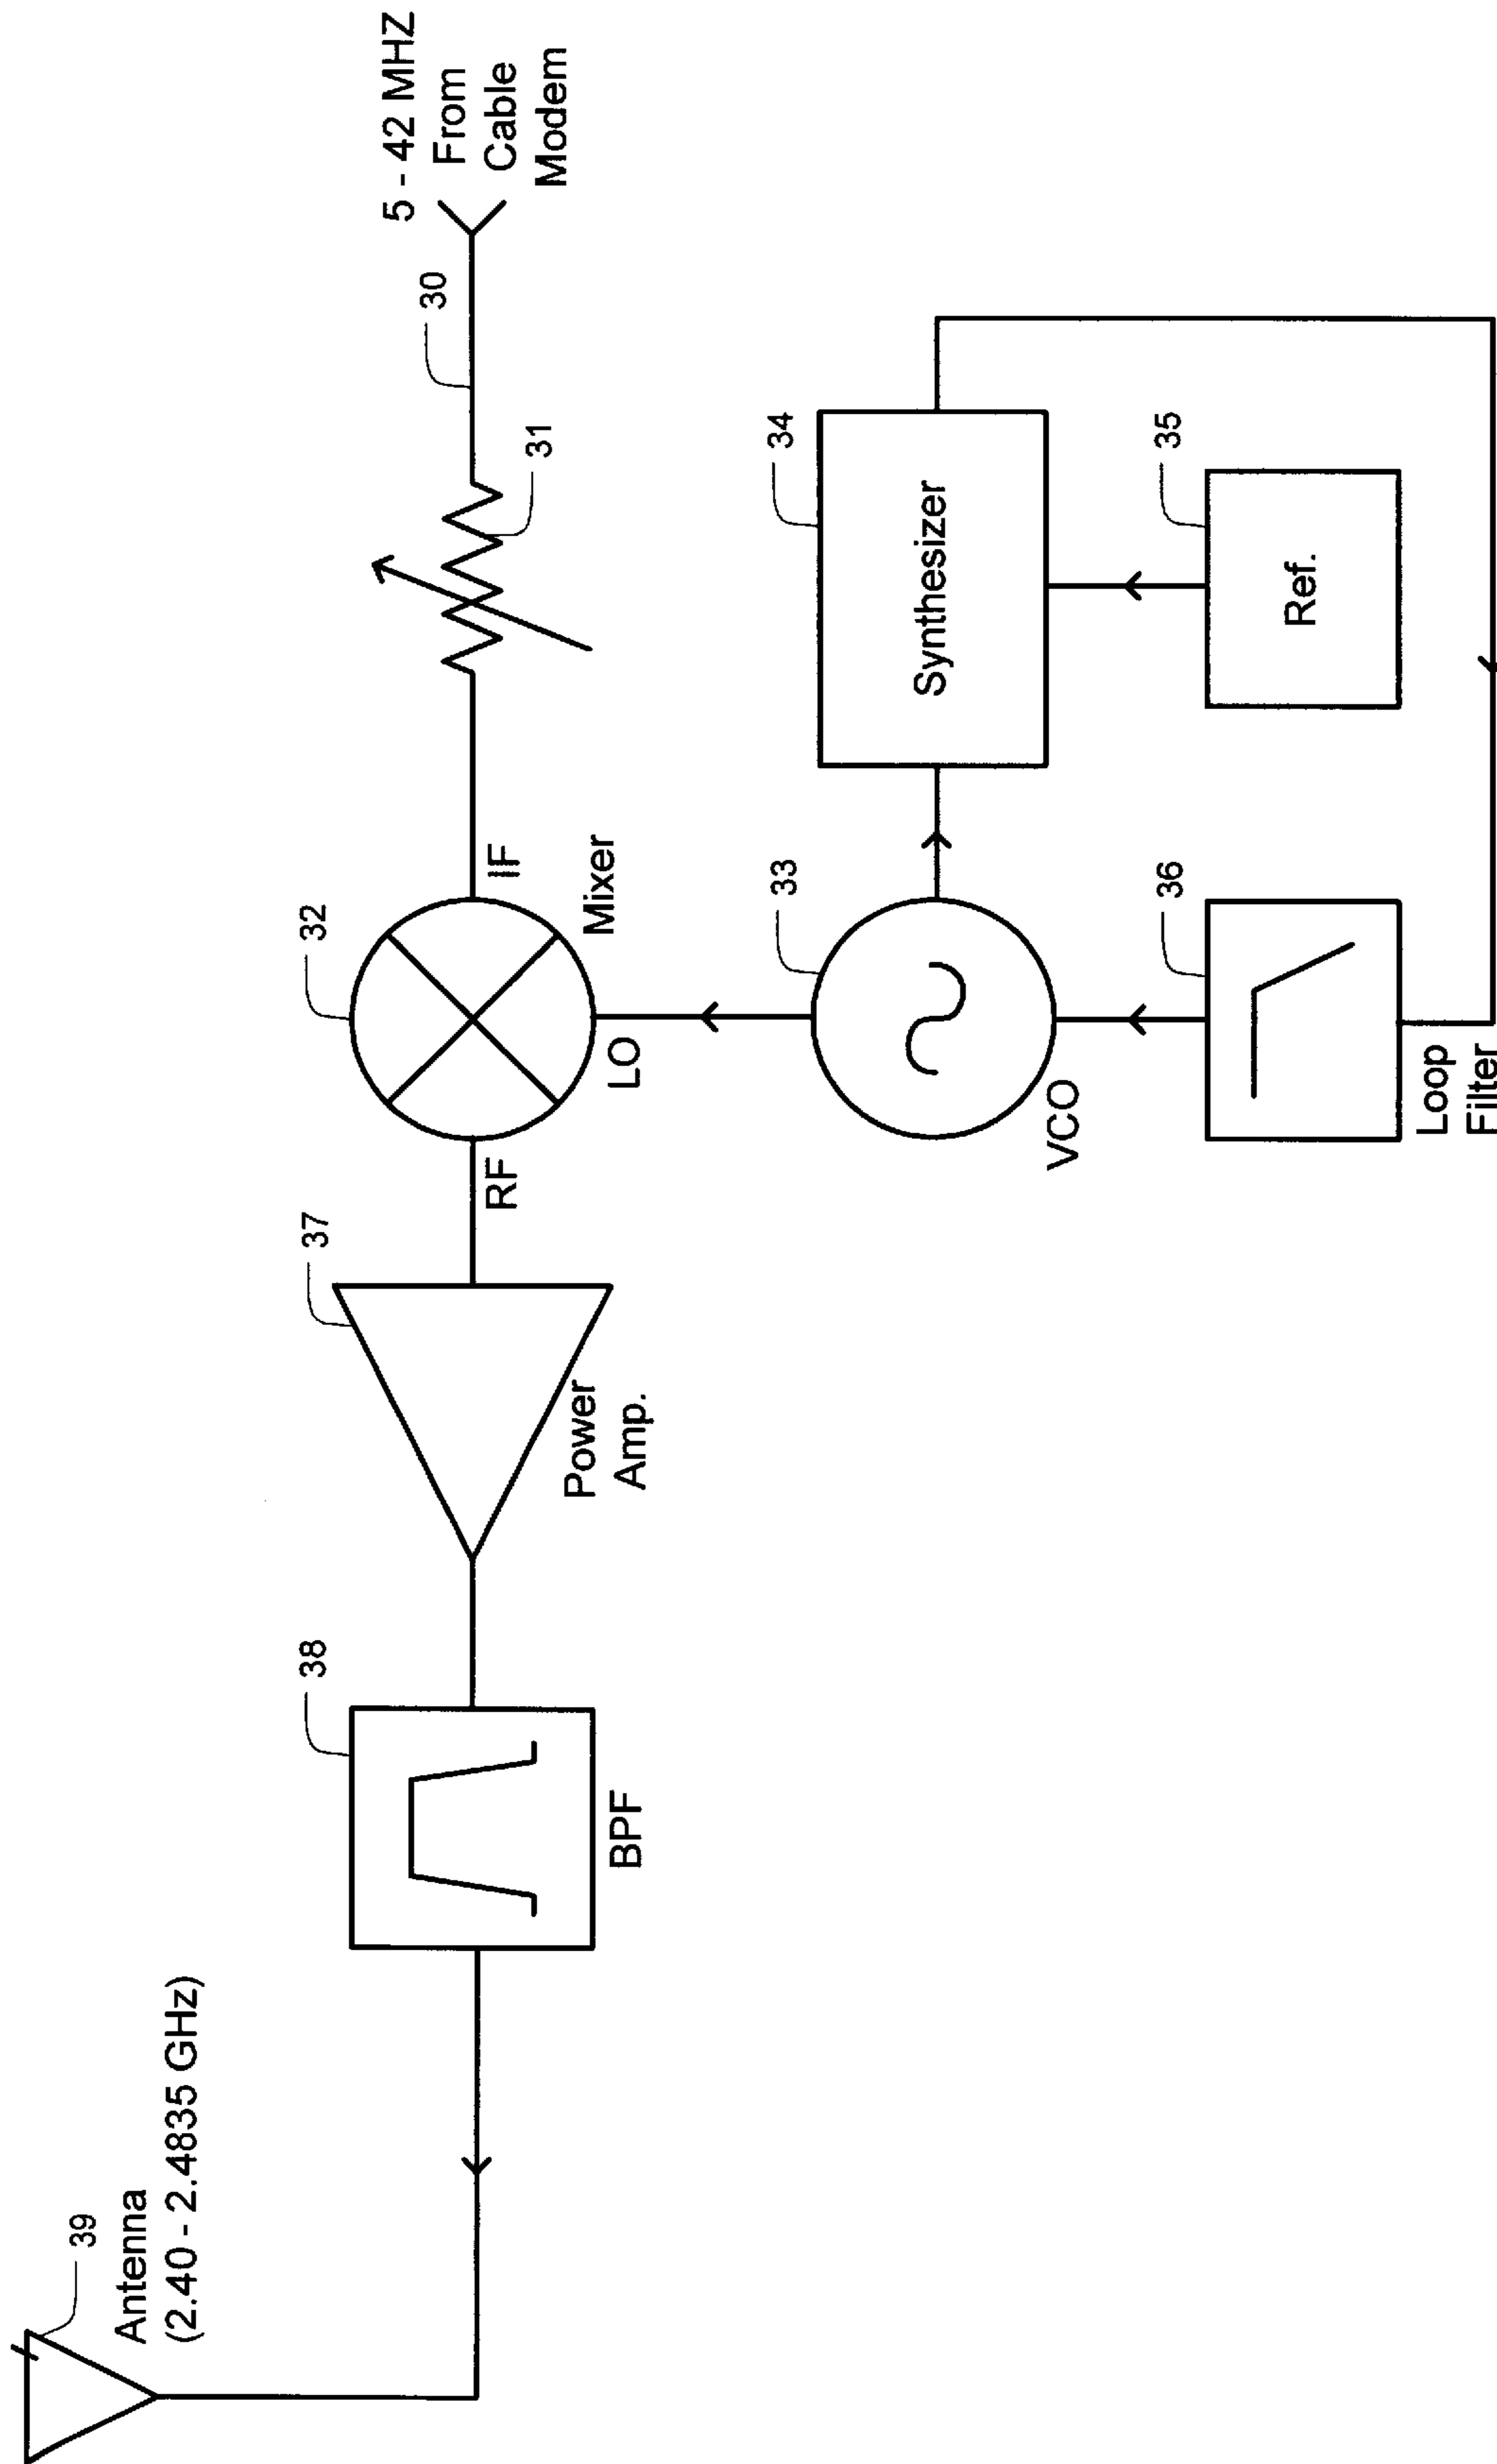 39
Antenna
(2.40 - 2.4835 GHz)
38
BPF
37
Power
Amp.
RF
32
LO
IF
Mixer
31
30
5 - 42 MHZ
From
Cable
Modem
33
VCO
34
Synthesizer
35
Ref.
36
Loop
Filter